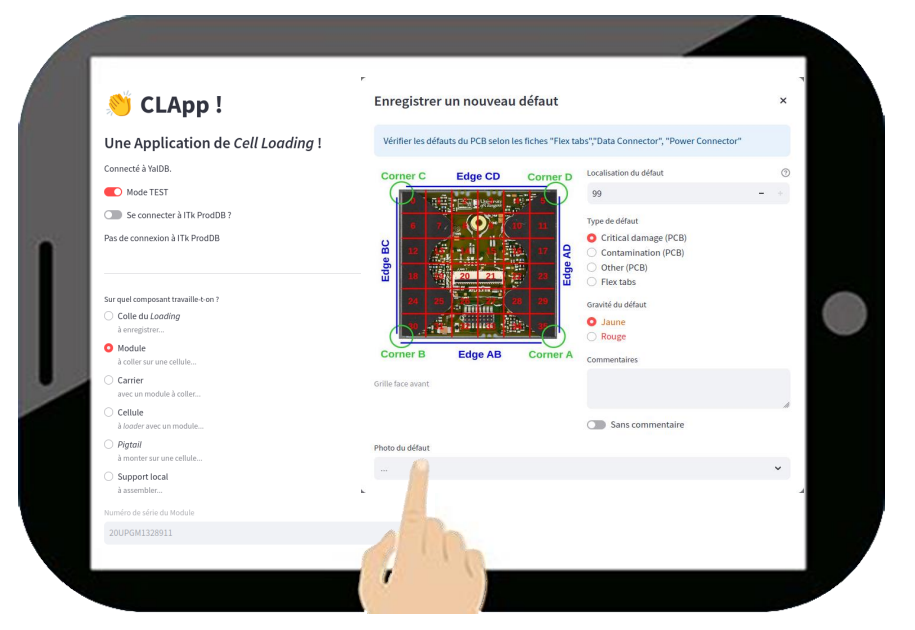 CLApp !
Une Application de Cell Loading !
Connecté à YalDB.
Mode TEST
Se connecter à ITk ProdDB ?
Pas de connexion à ITk ProdDB
Sur quel composant travaille-t-on ?
Colle du Loading
à enregistrer...
Module
à coller sur une cellule...
Carrier
avec un module à coller...
Cellule
à loader avec un module...
Pigtail
à monter sur une cellule...
Support local
à assembler...
Numéro de série du Module
20UPGM1328911
Enregistrer un nouveau défaut
Vérifier les défauts du PCB selon les fiches "Flex tabs","Data Connector", "Power Connector"
Corner C Edge CD Corner D
Edge BC
Edge AD
6 7 10 11
12 17
18 20 21 23
24 25 28 29
Corner B Edge AB Corner A
Grille face avant
Localisation du défaut
99
Type de défaut
Critical damage (PCB)
Contamination (PCB)
Other (PCB)
Flex tabs
Gravité du défaut
Jaune
Rouge
Commentaires
Sans commentaire
Photo du défaut
...